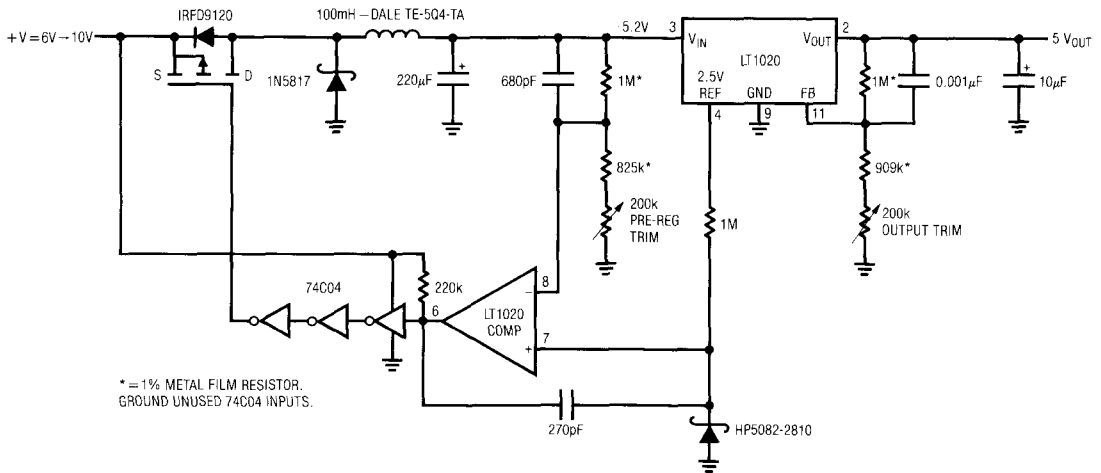 IRFD9120
100mH – DALE TE-5Q4-TA
+V = 6V → 10V
S
D
1N5817
220µF
+
680pF
1M*
5.2V
3
VIN
VOUT
2
LT1020
2.5V
REF
GND
FB
4
9
11
5 VOUT
1M*
0.001µF
+
10µF
825k*
200k
PRE-REG
TRIM
909k*
200k
OUTPUT TRIM
1M
74C04
220k
6
LT1020
COMP
–
8
+
7
* = 1% METAL FILM RESISTOR.
GROUND UNUSED 74C04 INPUTS.
270pF
HP5082-2810